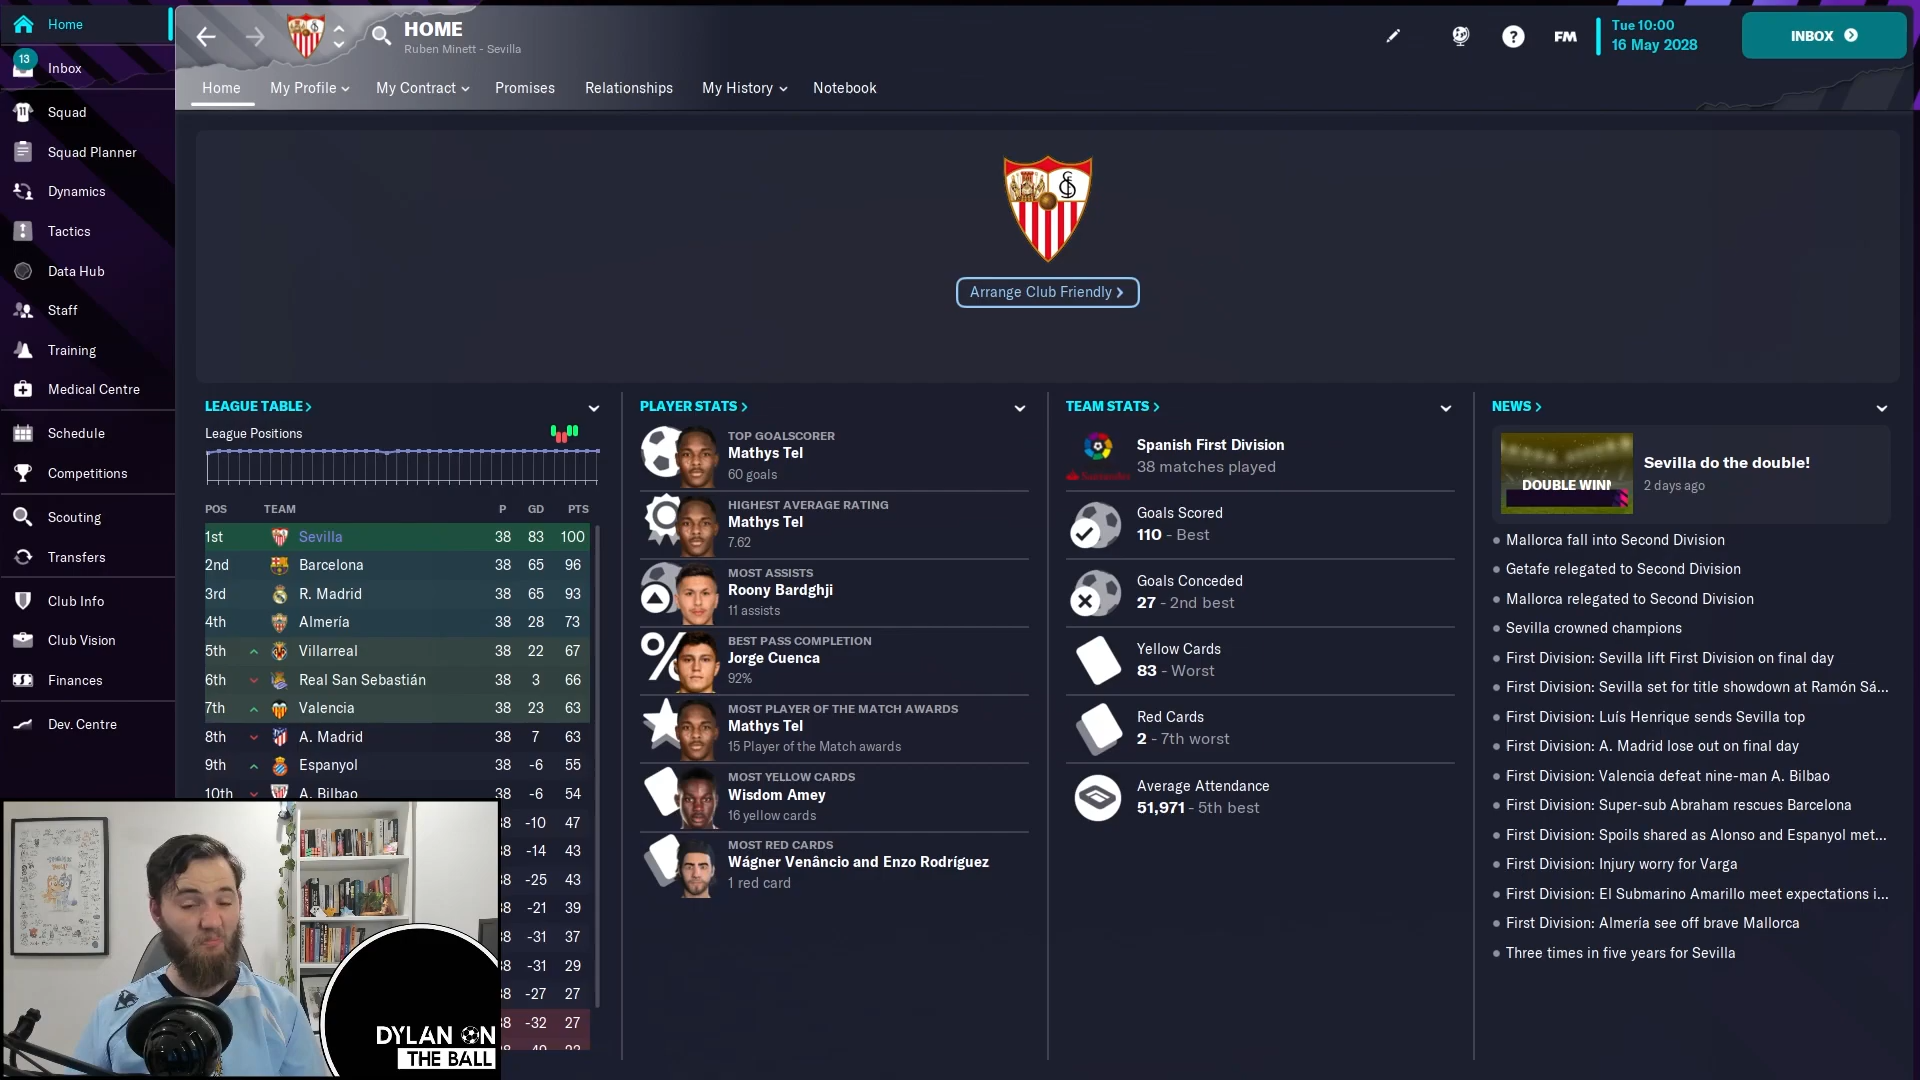 Home
13
Inbox
Squad
Squad Planner
Dynamics
Tactics
Data Hub
Staff
Training
Medical Centre
Schedule
Competitions
Scouting
Transfers
Club Info
Club Vision
Finances
Dev. Centre
HOME
Ruben Minett - Sevilla
?
FM
Tue 10:00
16 May 2028
INBOX
Home
My Profile
My Contract
Promises
Relationships
My History
Notebook
Arrange Club Friendly
LEAGUE TABLE
League Positions
POS TEAM P GD PTS
1st Sevilla 38 83 100
2nd Barcelona 38 65 96
3rd R. Madrid 38 65 93
4th Almería 38 28 73
5th Villarreal 38 22 67
6th Real San Sebastián 38 3 66
7th Valencia 38 23 63
8th A. Madrid 38 7 63
9th Espanyol 38 -6 55
10th A. Bilbao 38 -6 54
38 -10 47
38 -14 43
38 -25 43
38 -21 39
38 -31 37
38 -31 29
38 -27 27
38 -32 27
DYLAN ON
THE BALL
PLAYER STATS
TOP GOALSCORER
Mathys Tel
60 goals
HIGHEST AVERAGE RATING
Mathys Tel
7.62
MOST ASSISTS
Roony Bardghji
11 assists
BEST PASS COMPLETION
Jorge Cuenca
92%
MOST PLAYER OF THE MATCH AWARDS
Mathys Tel
15 Player of the Match awards
MOST YELLOW CARDS
Wisdom Amey
16 yellow cards
MOST RED CARDS
Wágner Venâncio and Enzo Rodríguez
1 red card
TEAM STATS
Spanish First Division
38 matches played
Goals Scored
110 - Best
Goals Conceded
27 - 2nd best
Yellow Cards
83 - Worst
Red Cards
2 - 7th worst
Average Attendance
51,971 - 5th best
NEWS
DOUBLE WIN
Sevilla do the double!
2 days ago
Mallorca fall into Second Division
Getafe relegated to Second Division
Mallorca relegated to Second Division
Sevilla crowned champions
First Division: Sevilla lift First Division on final day
First Division: Sevilla set for title showdown at Ramón Sá...
First Division: Luís Henrique sends Sevilla top
First Division: A. Madrid lose out on final day
First Division: Valencia defeat nine-man A. Bilbao
First Division: Super-sub Abraham rescues Barcelona
First Division: Spoils shared as Alonso and Espanyol met...
First Division: Injury worry for Varga
First Division: El Submarino Amarillo meet expectations i...
First Division: Almería see off brave Mallorca
Three times in five years for Sevilla